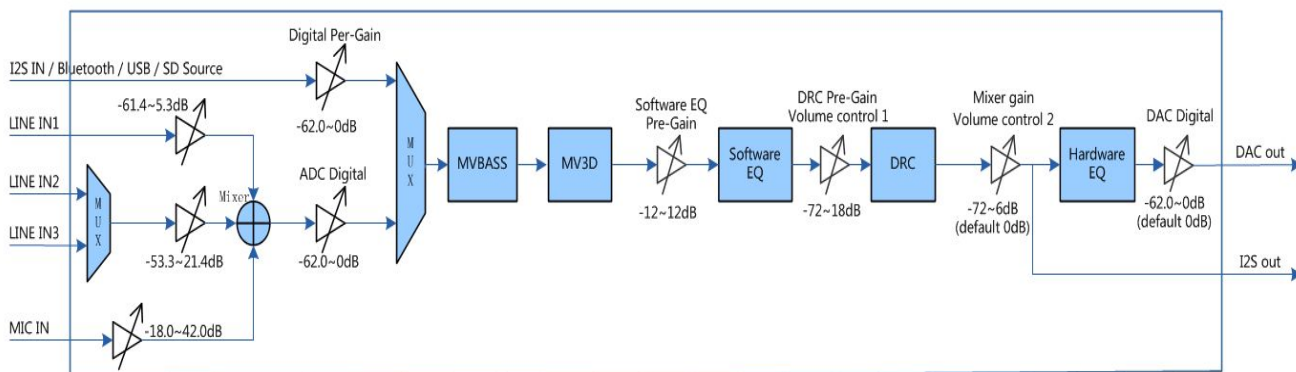 Digital Per-Gain
I2S IN / Bluetooth / USB / SD Source
-62.0~0dB
LINE IN1
-61.4~5.3dB
LINE IN2
LINE IN3
MUX
-53.3~21.4dB
Mixer
MIC IN
-18.0~42.0dB
ADC Digital
-62.0~0dB
MUX
MVBASS
MV3D
Software EQ
Pre-Gain
-12~12dB
Software
EQ
DRC Pre-Gain
Volume control 1
-72~18dB
DRC
Mixer gain
Volume control 2
-72~6dB
(default 0dB)
Hardware
EQ
DAC Digital
-62.0~0dB
(default 0dB)
DAC out
I2S out